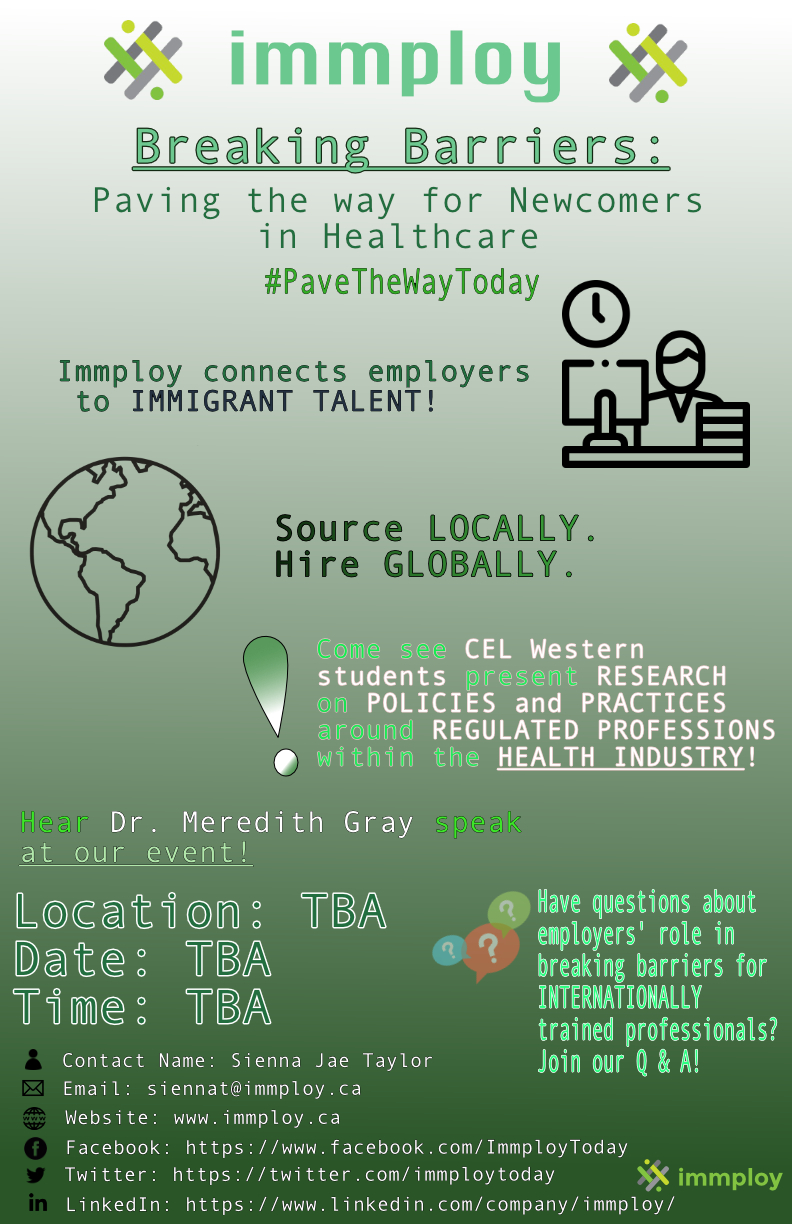 immploy
Breaking Barriers:
Paving the way for Newcomers
in Healthcare
#PaveTheWayToday
Immploy connects employers
to IMMIGRANT TALENT!
Source LOCALLY.
Hire GLOBALLY.
Come see CEL Western
students present RESEARCH
on POLICIES and PRACTICES
around REGULATED PROFESSIONS
within the HEALTH INDUSTRY!
Hear Dr. Meredith Gray speak
at our event!
Location: TBA
Date: TBA
Time: TBA
Have questions about
employers' role in
breaking barriers for
INTERNATIONALLY
trained professionals?
Join our Q & A!
Contact Name: Sienna Jae Taylor
Email: siennat@immploy.ca
Website: www.immploy.ca
Facebook: https://www.facebook.com/ImmployToday
Twitter: https://twitter.com/immploytoday
LinkedIn: https://www.linkedin.com/company/immploy/
immploy